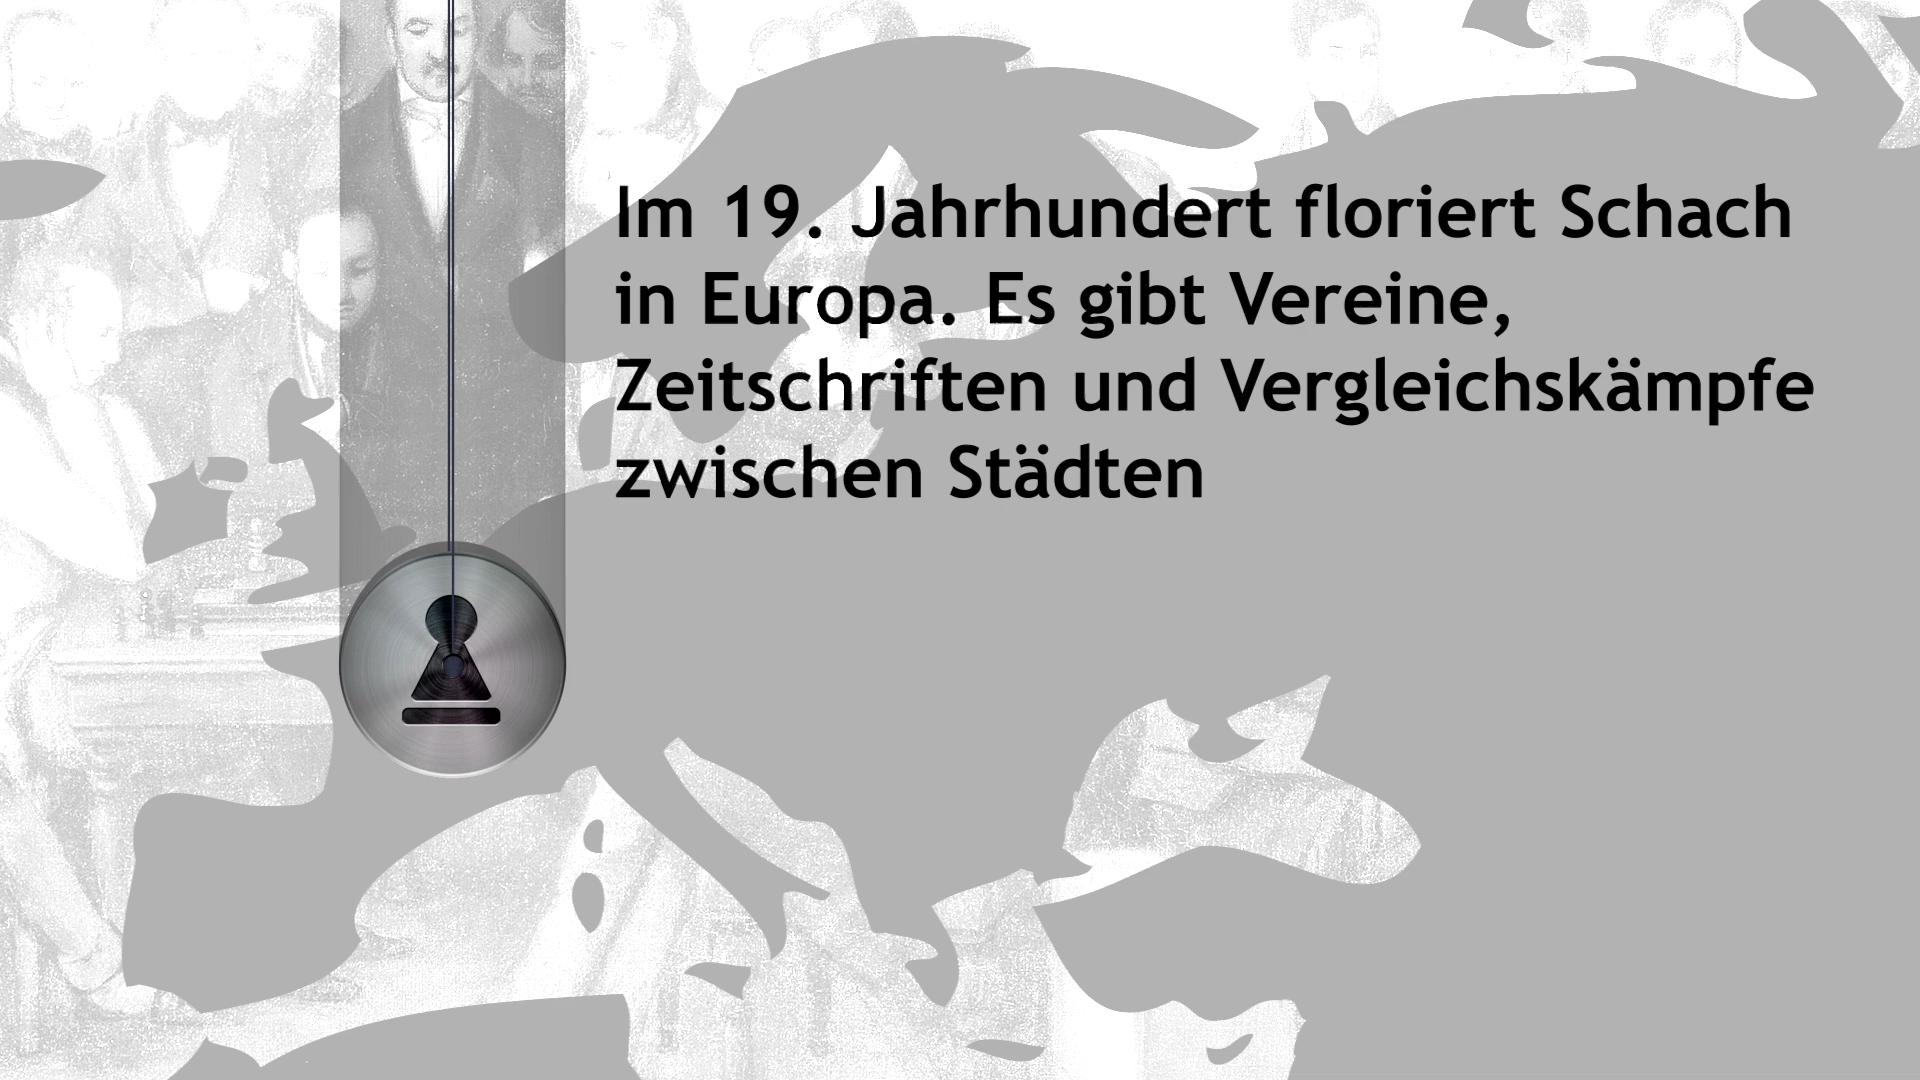 Im 19. Jahrhundert floriert Schach
in Europa. Es gibt Vereine,
Zeitschriften und Vergleichskämpfe
zwischen Städten